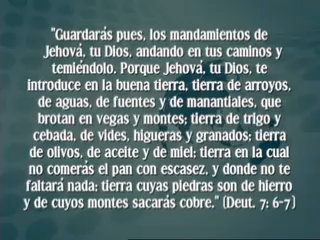 "Guardarás pues, los mandamientos de
Jehová, tu Dios, andando en tus caminos y
temiéndolo. Porque Jehová, tu Dios, te
introduce en la buena tierra, tierra de arroyos,
de aguas, de fuentes y de manantiales, que
brotan en vegas y montes; tierra de trigo y
cebada, de vides, higueras y granados; tierra
de olivos, de aceite y de miel; tierra en la cual
no comerás el pan con escasez, y donde no te
faltará nada; tierra cuyas piedras son de hierro
y de cuyos montes sacarás cobre." (Deut. 7: 6-7)